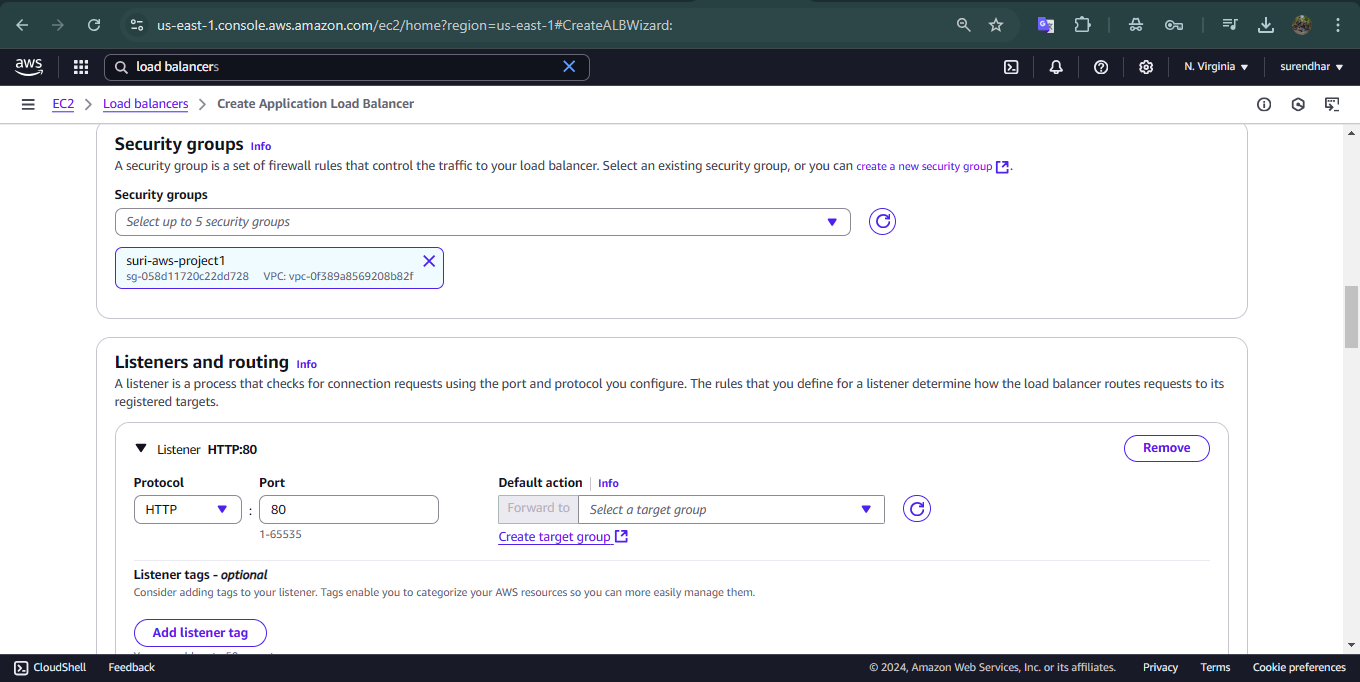 us-east-1.console.aws.amazon.com/ec2/home?region=us-east-1#CreateALBWizard:
aws
load balancers
N. Virginia
surendhar
EC2
Load balancers
Create Application Load Balancer
Security groups Info
A security group is a set of firewall rules that control the traffic to your load balancer. Select an existing security group, or you can create a new security group.
Security groups
Select up to 5 security groups
suri-aws-project1
sg-058d11720c22dd728 VPC: vpc-0f389a8569208b82f
Listeners and routing Info
A listener is a process that checks for connection requests using the port and protocol you configure. The rules that you define for a listener determine how the load balancer routes requests to its
registered targets.
Listener HTTP:80
Remove
Protocol
Port
Default action
Info
HTTP
:
80
Forward to
Select a target group
1-65535
Create target group
Listener tags - optional
Consider adding tags to your listener. Tags enable you to categorize your AWS resources so you can more easily manage them.
Add listener tag
CloudShell
Feedback
© 2024, Amazon Web Services, Inc. or its affiliates.
Privacy
Terms
Cookie preferences